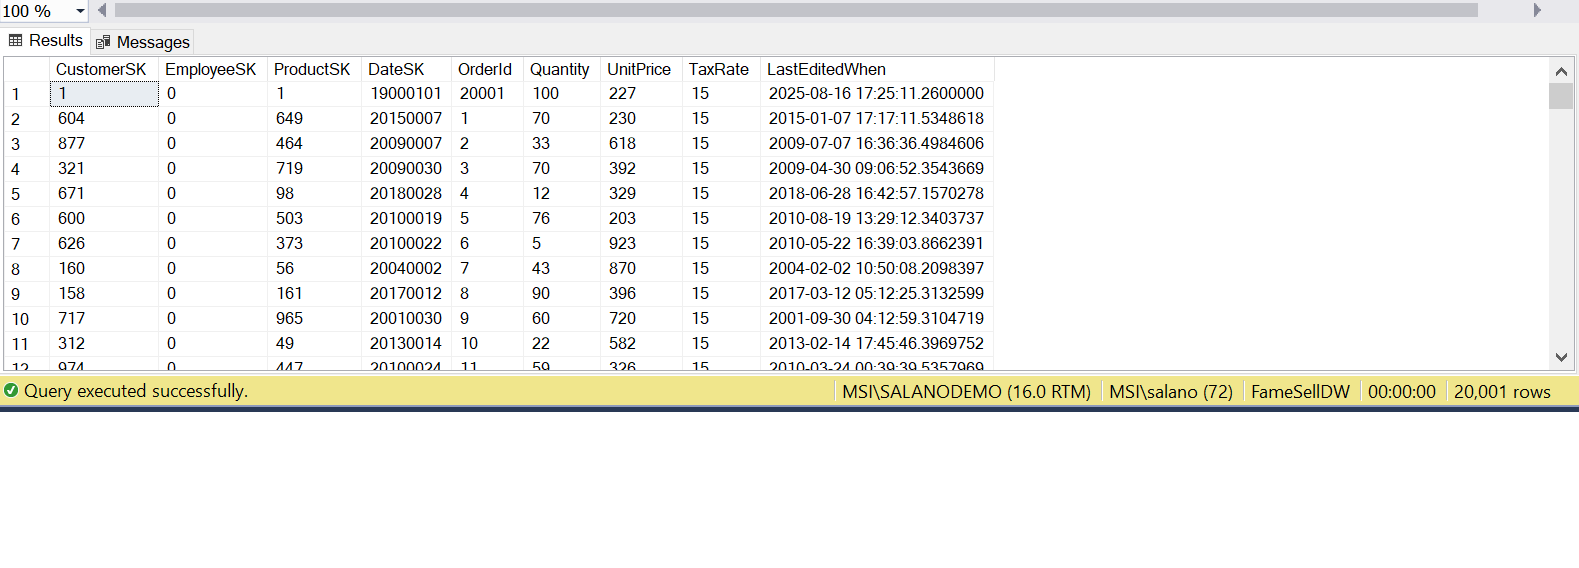 100 %
Results Messages
CustomerSK EmployeeSK ProductSK DateSK OrderId Quantity UnitPrice TaxRate LastEditedWhen
1 1 0 1 19000101 20001 100 227 15 2025-08-16 17:25:11.2600000
2 604 0 649 20150007 1 70 230 15 2015-01-07 17:17:11.5348618
3 877 0 464 20090007 2 33 618 15 2009-07-07 16:36:36.4984606
4 321 0 719 20090030 3 70 392 15 2009-04-30 09:06:52.3543669
5 671 0 98 20180028 4 12 329 15 2018-06-28 16:42:57.1570278
6 600 0 503 20100019 5 76 203 15 2010-08-19 13:29:12.3403737
7 626 0 373 20100022 6 5 923 15 2010-05-22 16:39:03.8662391
8 160 0 56 20040002 7 43 870 15 2004-02-02 10:50:08.2098397
9 158 0 161 20170012 8 90 396 15 2017-03-12 05:12:25.3132599
10 717 0 965 20010030 9 60 720 15 2001-09-30 04:12:59.3104719
11 312 0 49 20130014 10 22 582 15 2013-02-14 17:45:46.3969752
12 974 0 447 20100024 11 59 326 15 2010-03-24 00:39:39.5357969
Query executed successfully. MSI\SALANODEMO (16.0 RTM) MSI\salano (72) FameSellDW 00:00:00 20,001 rows